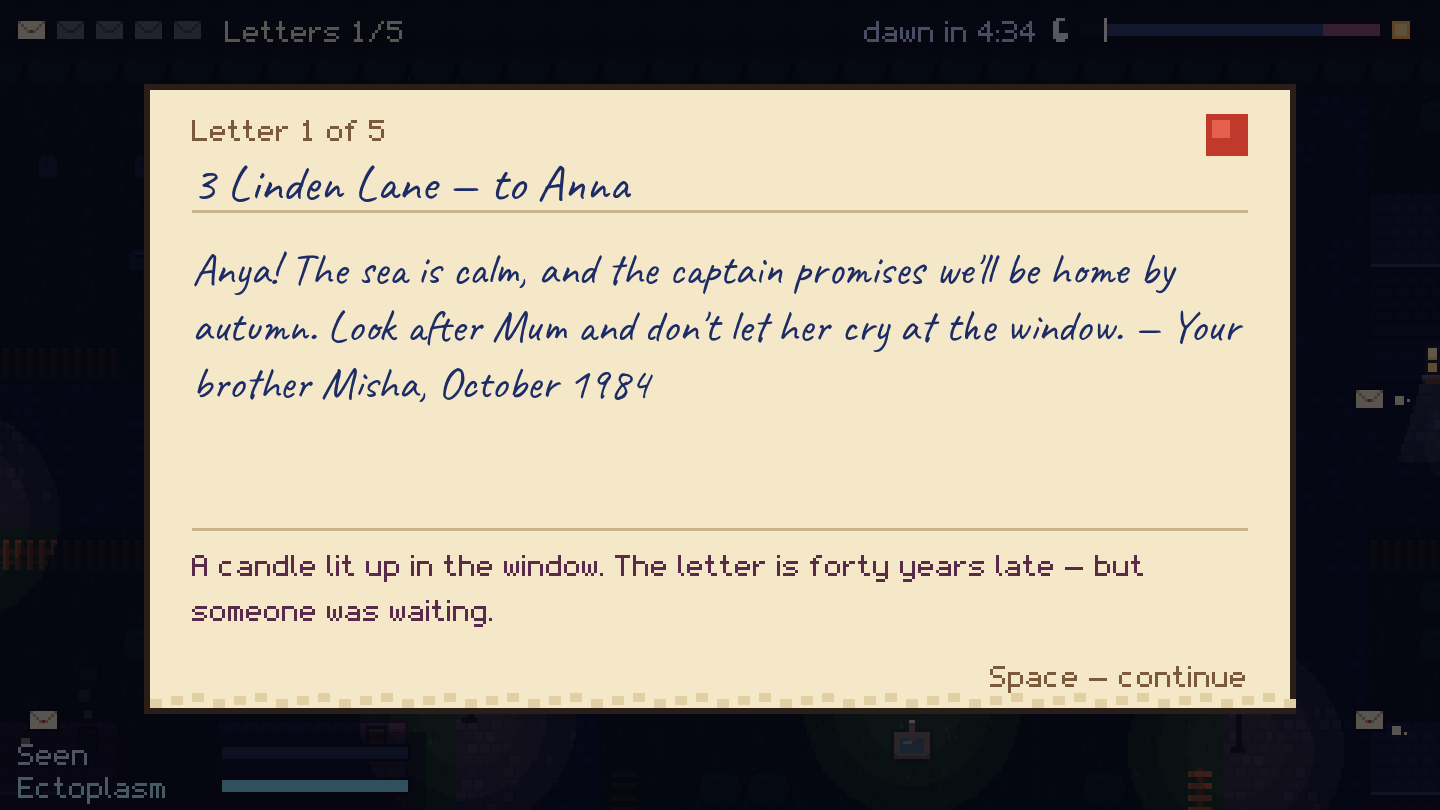 Letters 1/5
dawn in 4:34
Letter 1 of 5
3 Linden Lane — to Anna
Anya! The sea is calm, and the captain promises we'll be home by
autumn. Look after Mum and don't let her cry at the window. — Your
brother Misha, October 1984
A candle lit up in the window. The letter is forty years late — but
someone was waiting.
Space — continue
Seen
Ectoplasm